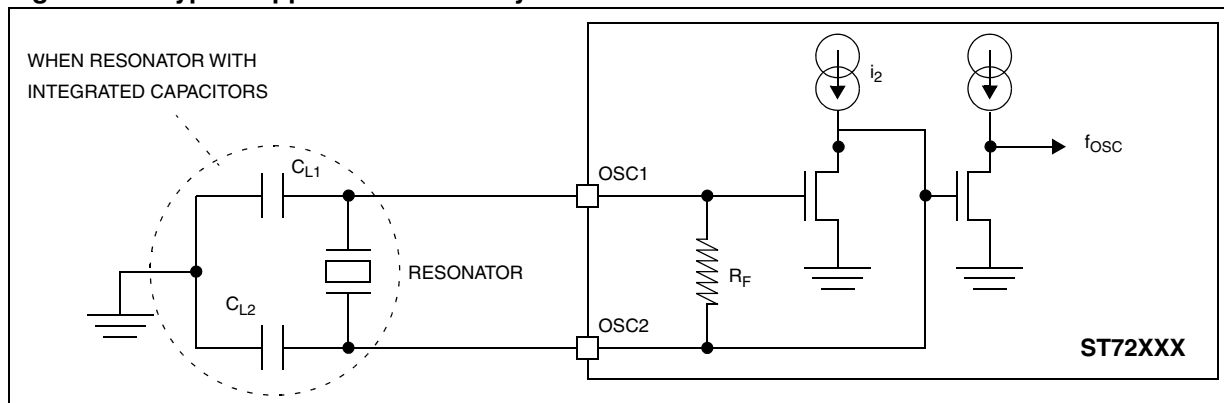 WHEN RESONATOR WITH
INTEGRATED CAPACITORS
i2
fOSC
CL1
OSC1
RESONATOR
RF
CL2
OSC2
ST72XXX